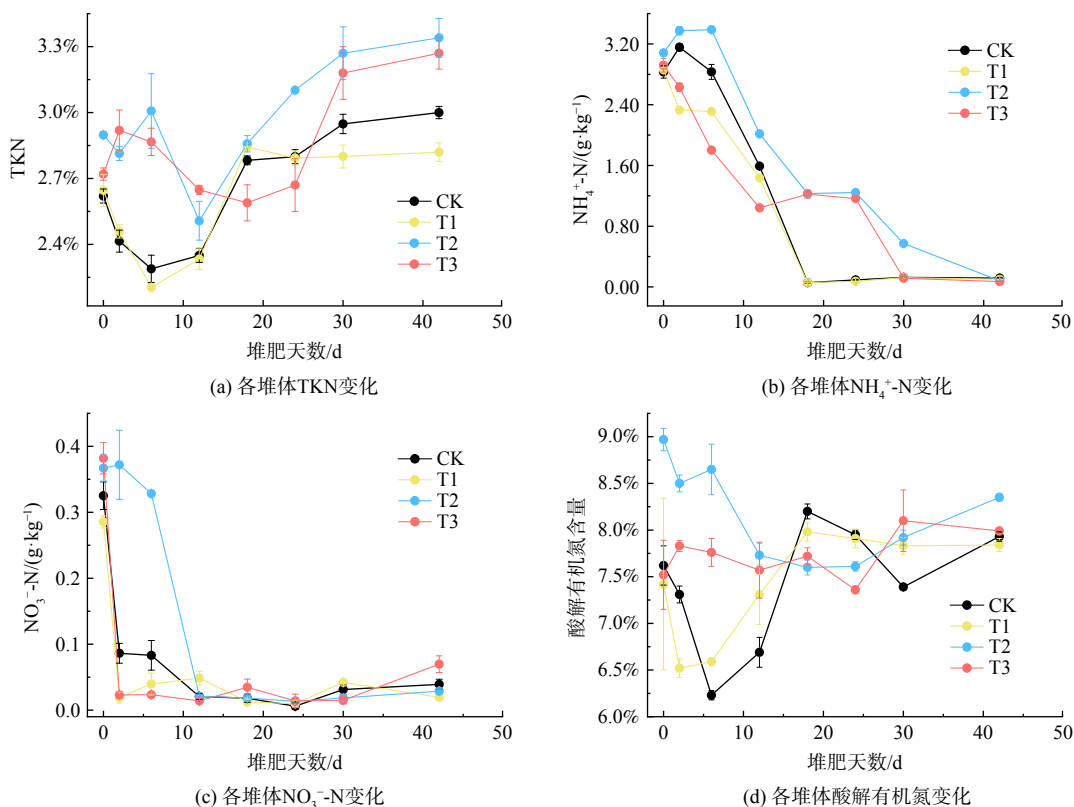 TKN
3.3%
3.0%
2.7%
2.4%
CK
T1
T2
T3
0 10 20 30 40 50
堆肥天数/d
(a) 各堆体TKN变化
NH₄⁺-N/(g·kg⁻¹)
3.20
2.40
1.60
0.80
0.00
CK
T1
T2
T3
0 10 20 30 40 50
堆肥天数/d
(b) 各堆体NH₄⁺-N变化
NO₃⁻-N/(g·kg⁻¹)
0.4
0.3
0.2
0.1
0.0
CK
T1
T2
T3
0 10 20 30 40 50
堆肥天数/d
(c) 各堆体NO₃⁻-N变化
酸解有机氮含量
9.0%
8.5%
8.0%
7.5%
7.0%
6.5%
6.0%
CK
T1
T2
T3
0 10 20 30 40 50
堆肥天数/d
(d) 各堆体酸解有机氮变化